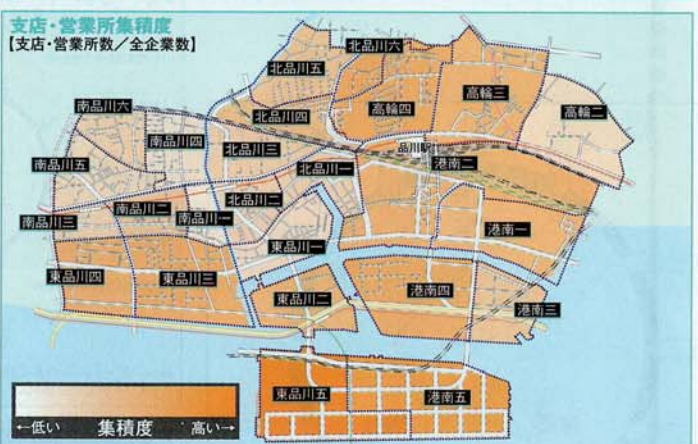 支店・営業所集積度
【支店・営業所数／全企業数】
北品川六
北品川五
高輪三
高輪四
高輪二
南品川六
北品川四
南品川四
北品川三
品川駅
南品川五
北品川一
港南二
北品川二
南品川三
南品川二
南品川一
港南一
東品川一
東品川四
東品川三
東品川二
港南四
港南三
東品川五
港南五
←低い 集積度 高い→